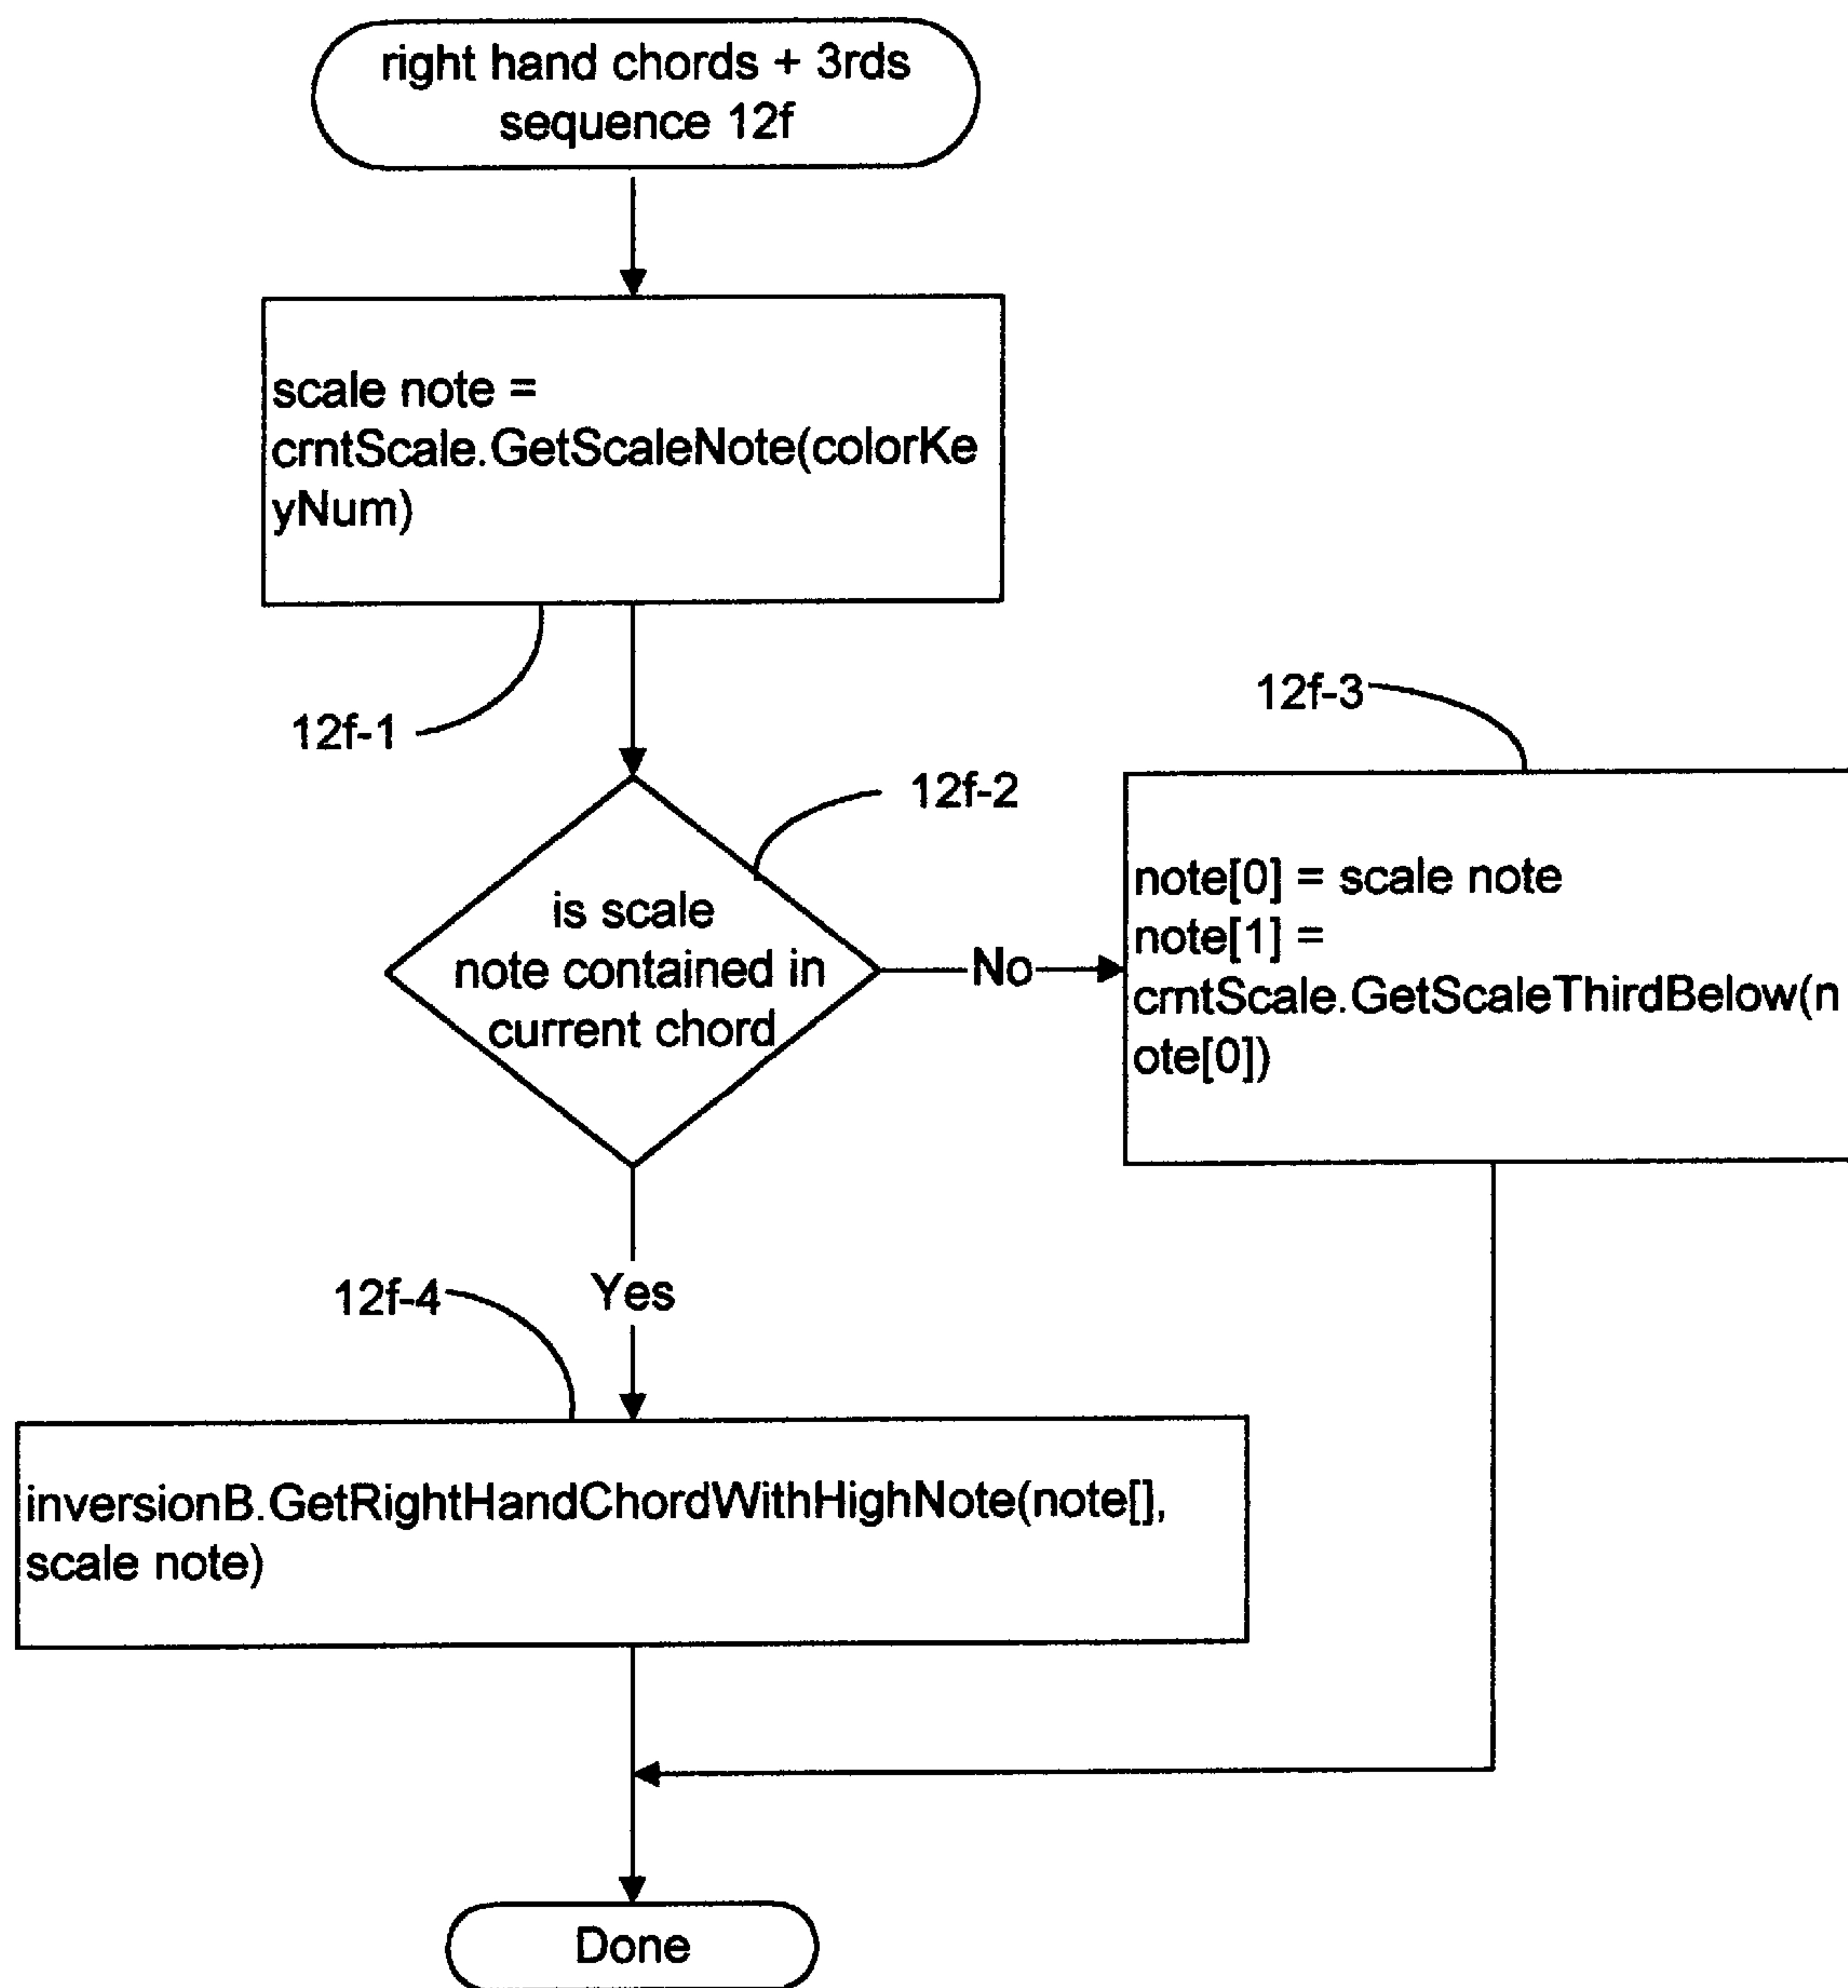 right hand chords + 3rds
sequence 12f
scale note =
crntScale.GetScaleNote(colorKe
yNum)
12f-1
12f-2
is scale
note contained in
current chord
No
12f-3
note[0] = scale note
note[1] =
crntScale.GetScaleThirdBelow(n
ote[0])
Yes
12f-4
inversionB.GetRightHandChordWithHighNote(note[],
scale note)
Done